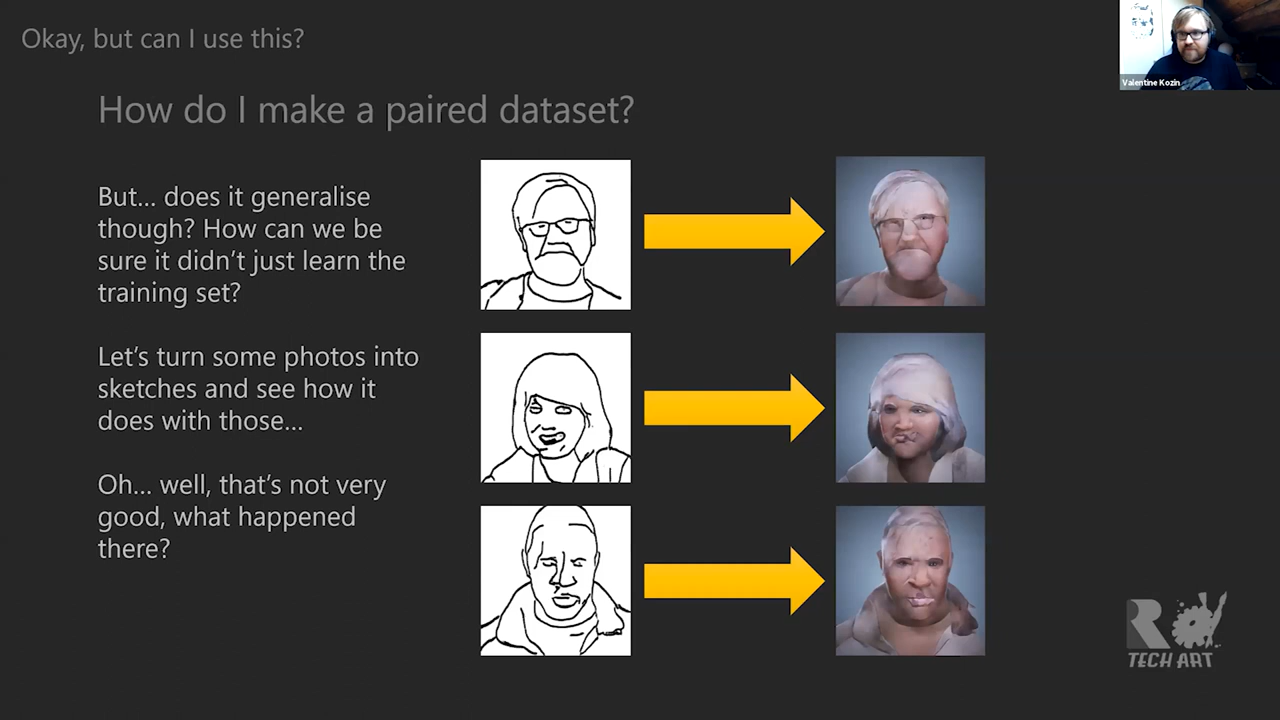 Okay, but can I use this?
Valentine Kozin
How do I make a paired dataset?
But... does it generalise
though? How can we be
sure it didn't just learn the
training set?
Let's turn some photos into
sketches and see how it
does with those...
Oh... well, that's not very
good, what happened
there?
R
TECH ART